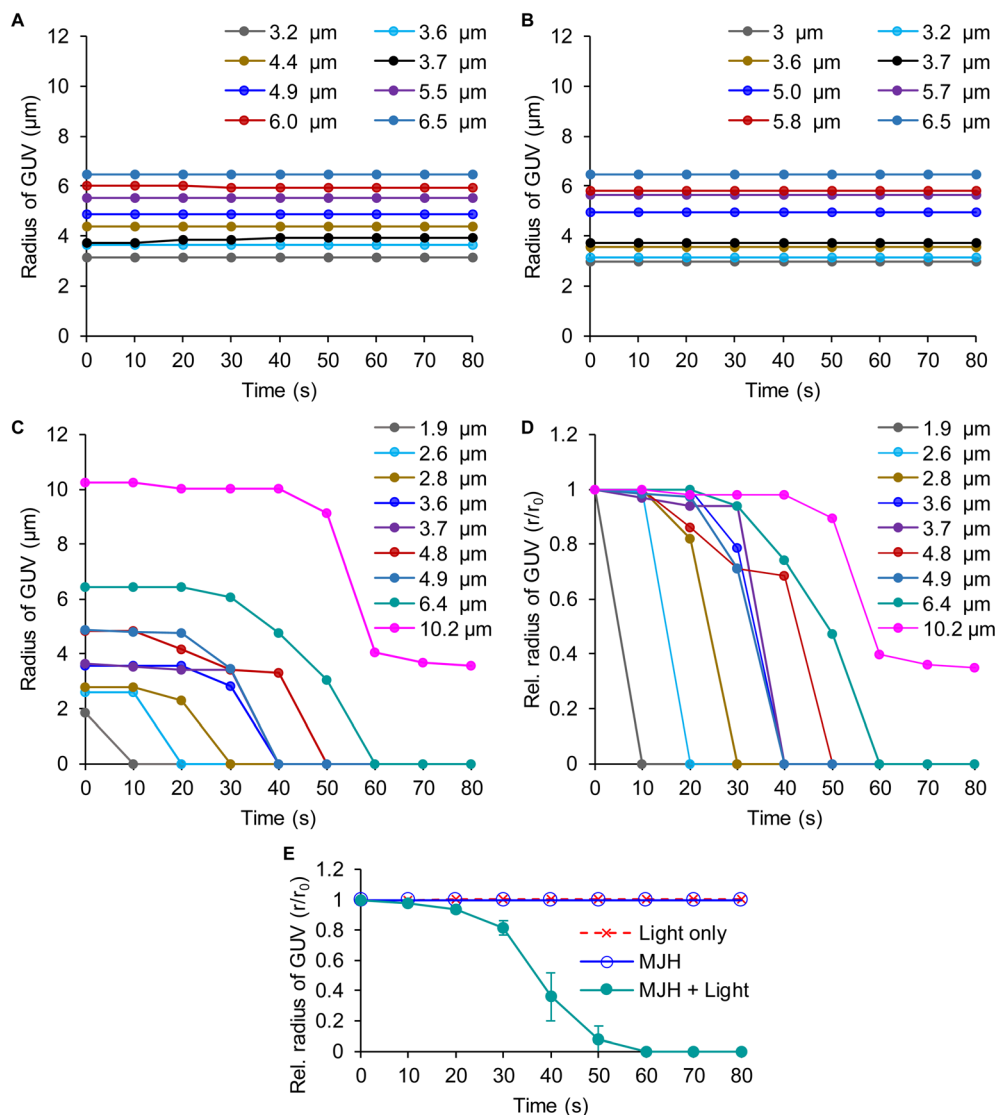 A
12
10
8
6
4
2
0
Radius of GUV (µm)
3.2 µm 3.6 µm
4.4 µm 3.7 µm
4.9 µm 5.5 µm
6.0 µm 6.5 µm
0 10 20 30 40 50 60 70 80
Time (s)
B
12
10
8
6
4
2
0
Radius of GUV (µm)
3 µm 3.2 µm
3.6 µm 3.7 µm
5.0 µm 5.7 µm
5.8 µm 6.5 µm
0 10 20 30 40 50 60 70 80
Time (s)
C
12
10
8
6
4
2
0
Radius of GUV (µm)
1.9 µm
2.6 µm
2.8 µm
3.6 µm
3.7 µm
4.8 µm
4.9 µm
6.4 µm
10.2 µm
0 10 20 30 40 50 60 70 80
Time (s)
D
1.2
1
0.8
0.6
0.4
0.2
0
Rel. radius of GUV (r/r₀)
1.9 µm
2.6 µm
2.8 µm
3.6 µm
3.7 µm
4.8 µm
4.9 µm
6.4 µm
10.2 µm
0 10 20 30 40 50 60 70 80
Time (s)
E
1.2
1
0.8
0.6
0.4
0.2
0
Rel. radius of GUV (r/r₀)
Light only
MJH
MJH + Light
0 10 20 30 40 50 60 70 80
Time (s)